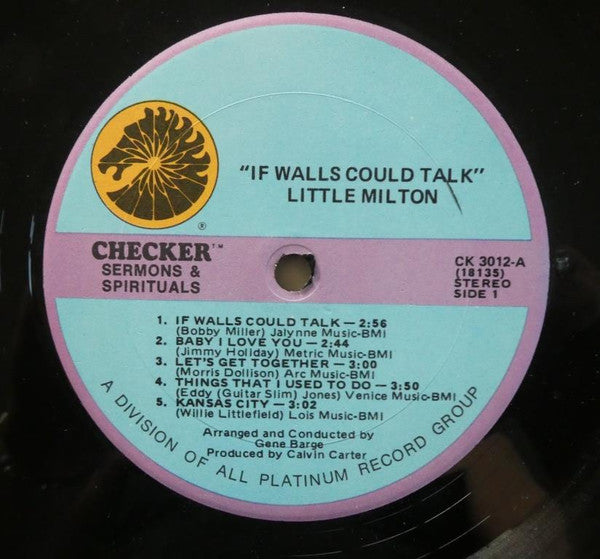 "IF WALLS COULD TALK"
LITTLE MILTON
®
CHECKER™
SERMONS &
SPIRITUALS
CK 3012-A
(18135)
STEREO
SIDE 1
1. IF WALLS COULD TALK — 2:56
(Bobby Miller) Jalynne Music-BMI
2. BABY I LOVE YOU — 2:44
(Jimmy Holiday) Metric Music-BMI
3. LET'S GET TOGETHER — 3:00
(Morris Dollison) Arc Music-BMI
4. THINGS THAT I USED TO DO — 3:50
(Eddy (Guitar Slim) Jones) Venice Music-BMI
5. KANSAS CITY — 3:02
(Willie Littlefield) Lois Music-BMI
Arranged and Conducted by
Gene Barge
Produced by Calvin Carter
A DIVISION OF ALL PLATINUM RECORD GROUP